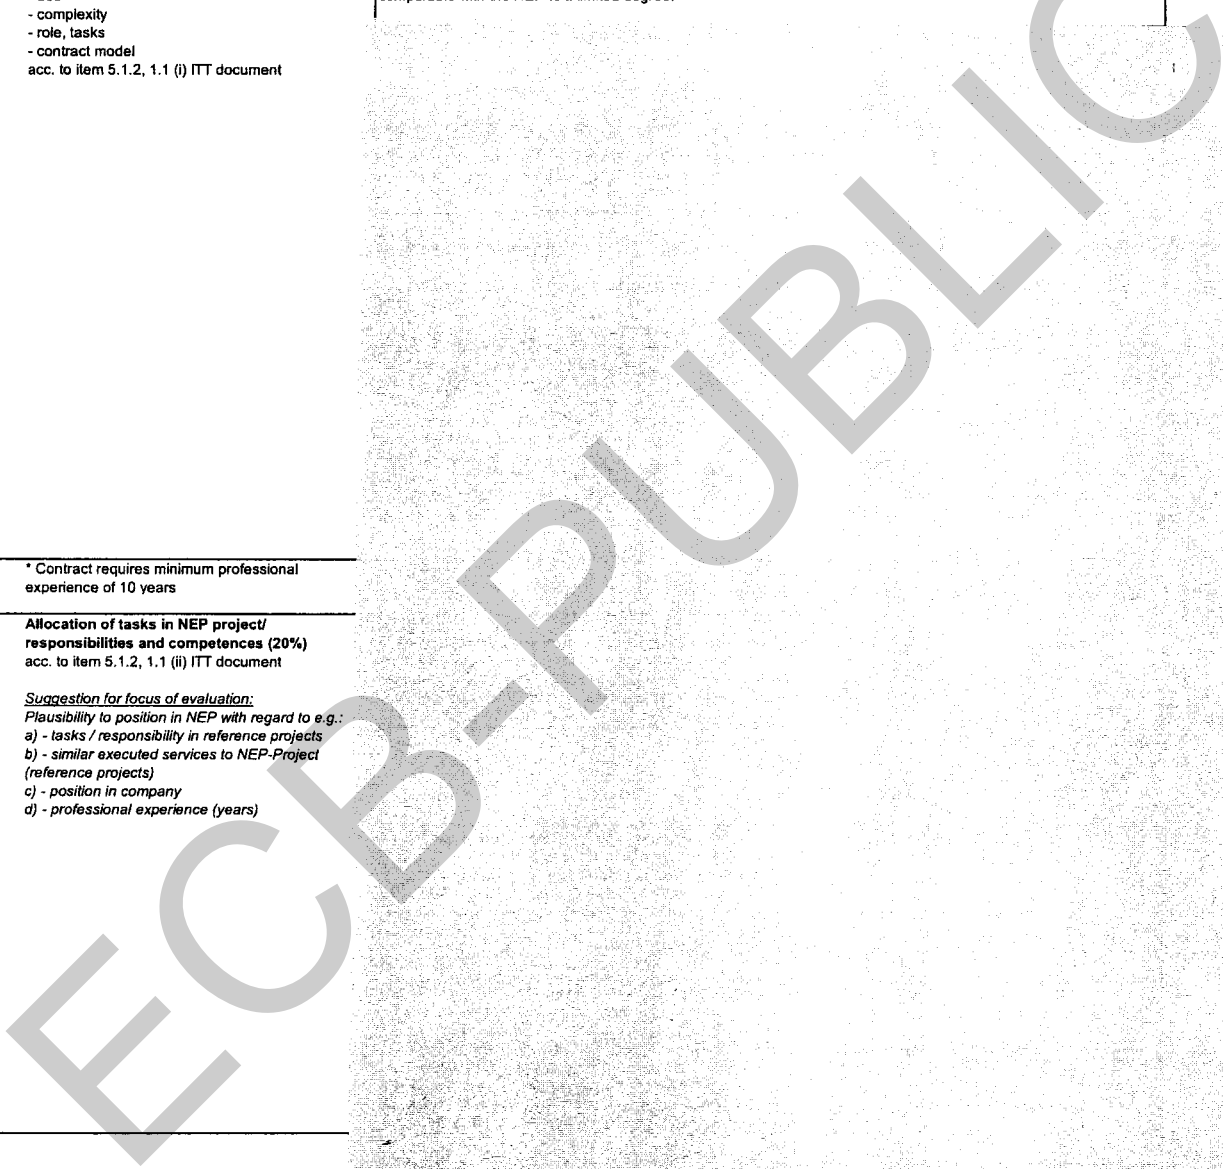 - complexity
- role, tasks
- contract model
acc. to item 5.1.2, 1.1 (i) ITT document
* Contract requires minimum professional
experience of 10 years
Allocation of tasks in NEP project/
responsibilities and competences (20%)
acc. to item 5.1.2, 1.1 (ii) ITT document
Suggestion for focus of evaluation:
Plausibility to position in NEP with regard to e.g.:
a) - tasks / responsibility in reference projects
b) - similar executed services to NEP-Project
(reference projects)
c) - position in company
d) - professional experience (years)
ECB-PUBLIC